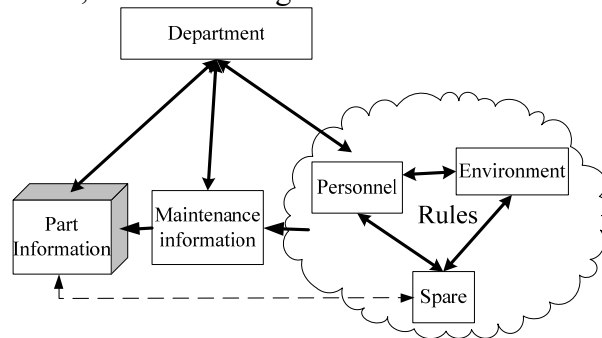 Department
Environment
Personnel
Rules
Part
Information
Maintenance
information
Spare